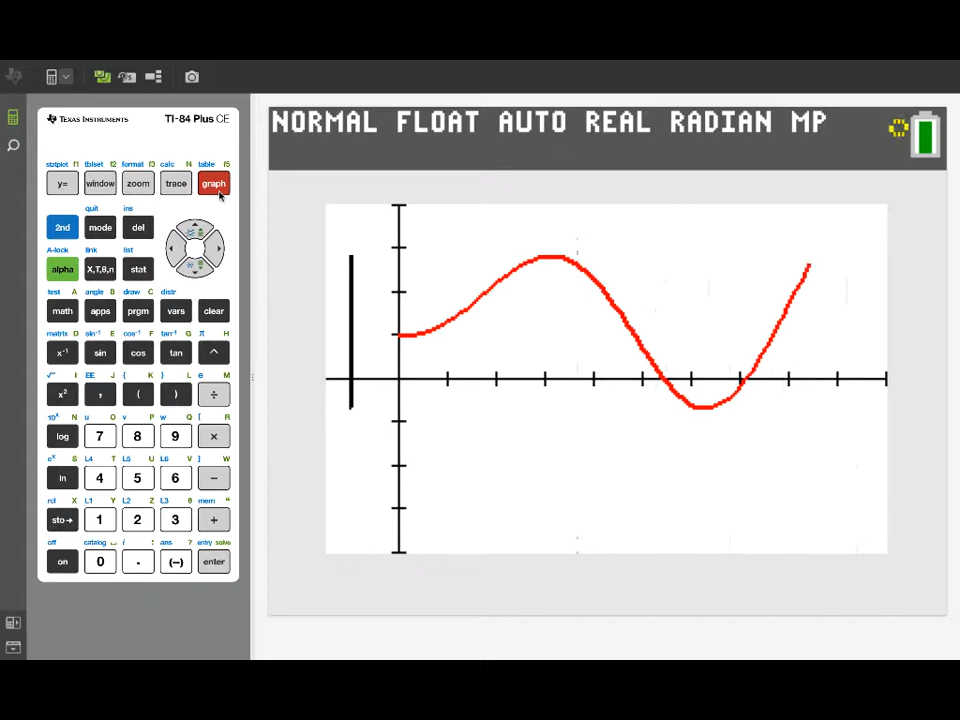 TEXAS INSTRUMENTS TI-84 Plus CE
NORMAL FLOAT AUTO REAL RADIAN MP
statplot f1 tblset f2 format f3 calc f4 table f5
y= window zoom trace graph
quit ins
2nd mode del
A-lock link list
alpha X,T,θ,n stat
test A angle B draw C distr
math apps prgm vars clear
matrix D sin⁻¹ E cos⁻¹ F tan⁻¹ G π H
x⁻¹ sin cos tan ^
√ I EE J { K } L e M
x² , ( ) ÷
10ˣ N u O v P w Q [ R
log 7 8 9 ×
eˣ S L4 T L5 U L6 V ] W
ln 4 5 6 −
rcl X L1 Y L2 Z L3 θ mem "
sto→ 1 2 3 +
off catalog i : ans ? entry solve
on 0 . (−) enter